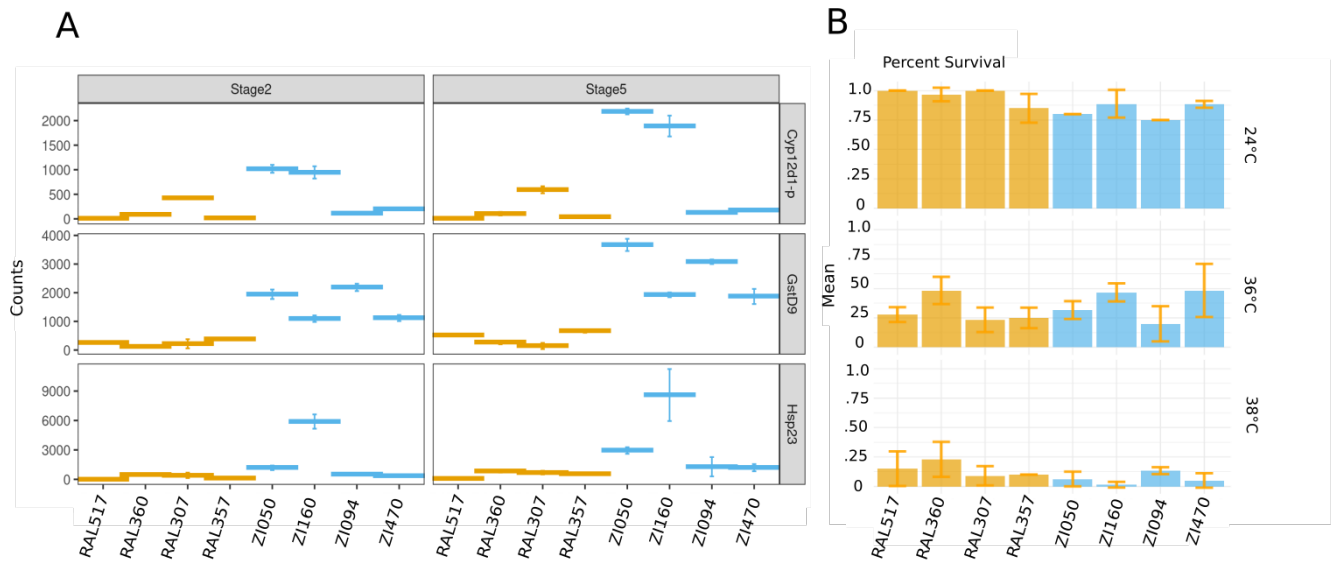 A
Stage2
Stage5
Counts
2000
1000
500
0
Cyp12d1-p
4000
3000
2000
1000
0
GstD9
9000
6000
3000
0
Hsp23
RAL517
RAL360
RAL307
RAL357
ZI050
ZI160
ZI094
ZI470
RAL517
RAL360
RAL307
RAL357
ZI050
ZI160
ZI094
ZI470
B
Percent Survival
Mean
1.0
.75
.50
.25
0
24°C
1.0
.75
50
.25
0
36°C
1.0
.75
.50
.25
0
38°C
RAL517
RAL360
RAL307
RAL357
ZI050
ZI160
ZI094
ZI470